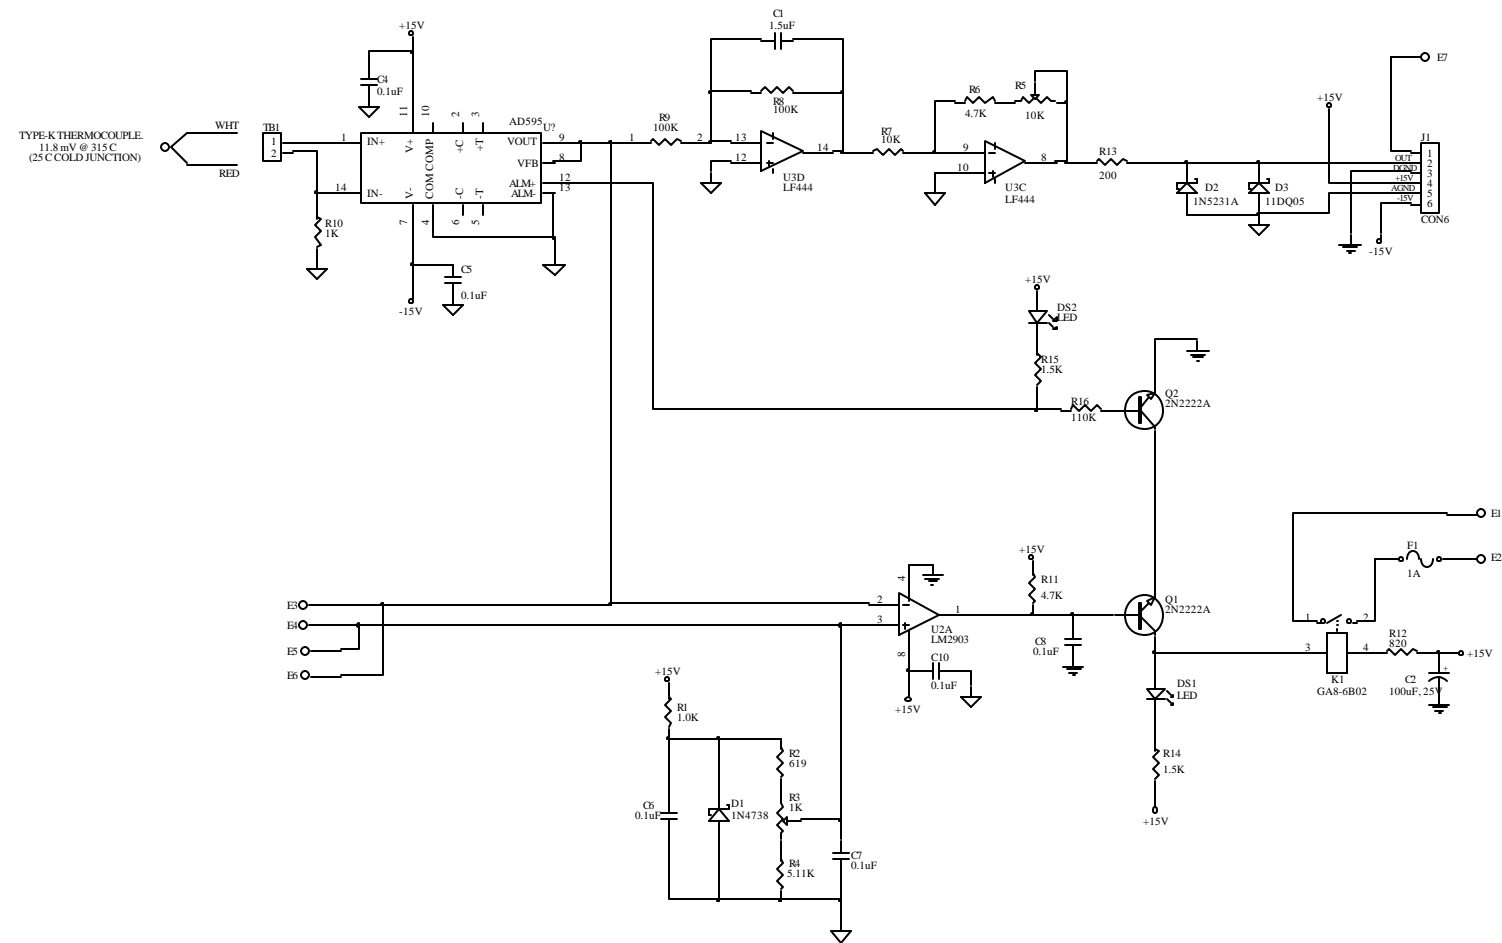 TYPE-K THERMOCOUPLE.
11.8 mV @ 315 C
(25 C COLD JUNCTION)
WHT
RED
TB1
1
2
1
14
R10
1K
+15V
C4
0.1uF
11
10
2
3
AD595
U?
IN+
V+
COM COMP
+C
+T
VOUT
VFB
ALM+
ALM-
IN-
V-
-C
-T
9
8
12
13
7
4
6
5
C5
0.1uF
-15V
1
R9
100K
2
C1
1.5uF
R8
100K
13
12
14
U3D
LF444
R7
10K
R6
4.7K
R5
10K
9
10
8
U3C
LF444
R13
200
D2
1N5231A
D3
11DQ05
+15V
E7
J1
OUT
DGND
+15V
AGND
-15V
1
2
3
4
5
6
CON6
-15V
+15V
DS2
LED
R15
1.5K
R16
110K
Q2
2N2222A
E1
F1
1A
E2
E3
E4
E5
E6
2
3
4
8
1
U2A
LM2903
C10
0.1uF
+15V
+15V
R11
4.7K
C8
0.1uF
Q1
2N2222A
1
2
3
4
K1
GA8-6B02
R12
820
+15V
C2
+
100uF, 25V
DS1
LED
R14
1.5K
+15V
+15V
R1
1.0K
R2
619
R3
1K
C6
0.1uF
D1
1N4738
R4
5.11K
C7
0.1uF